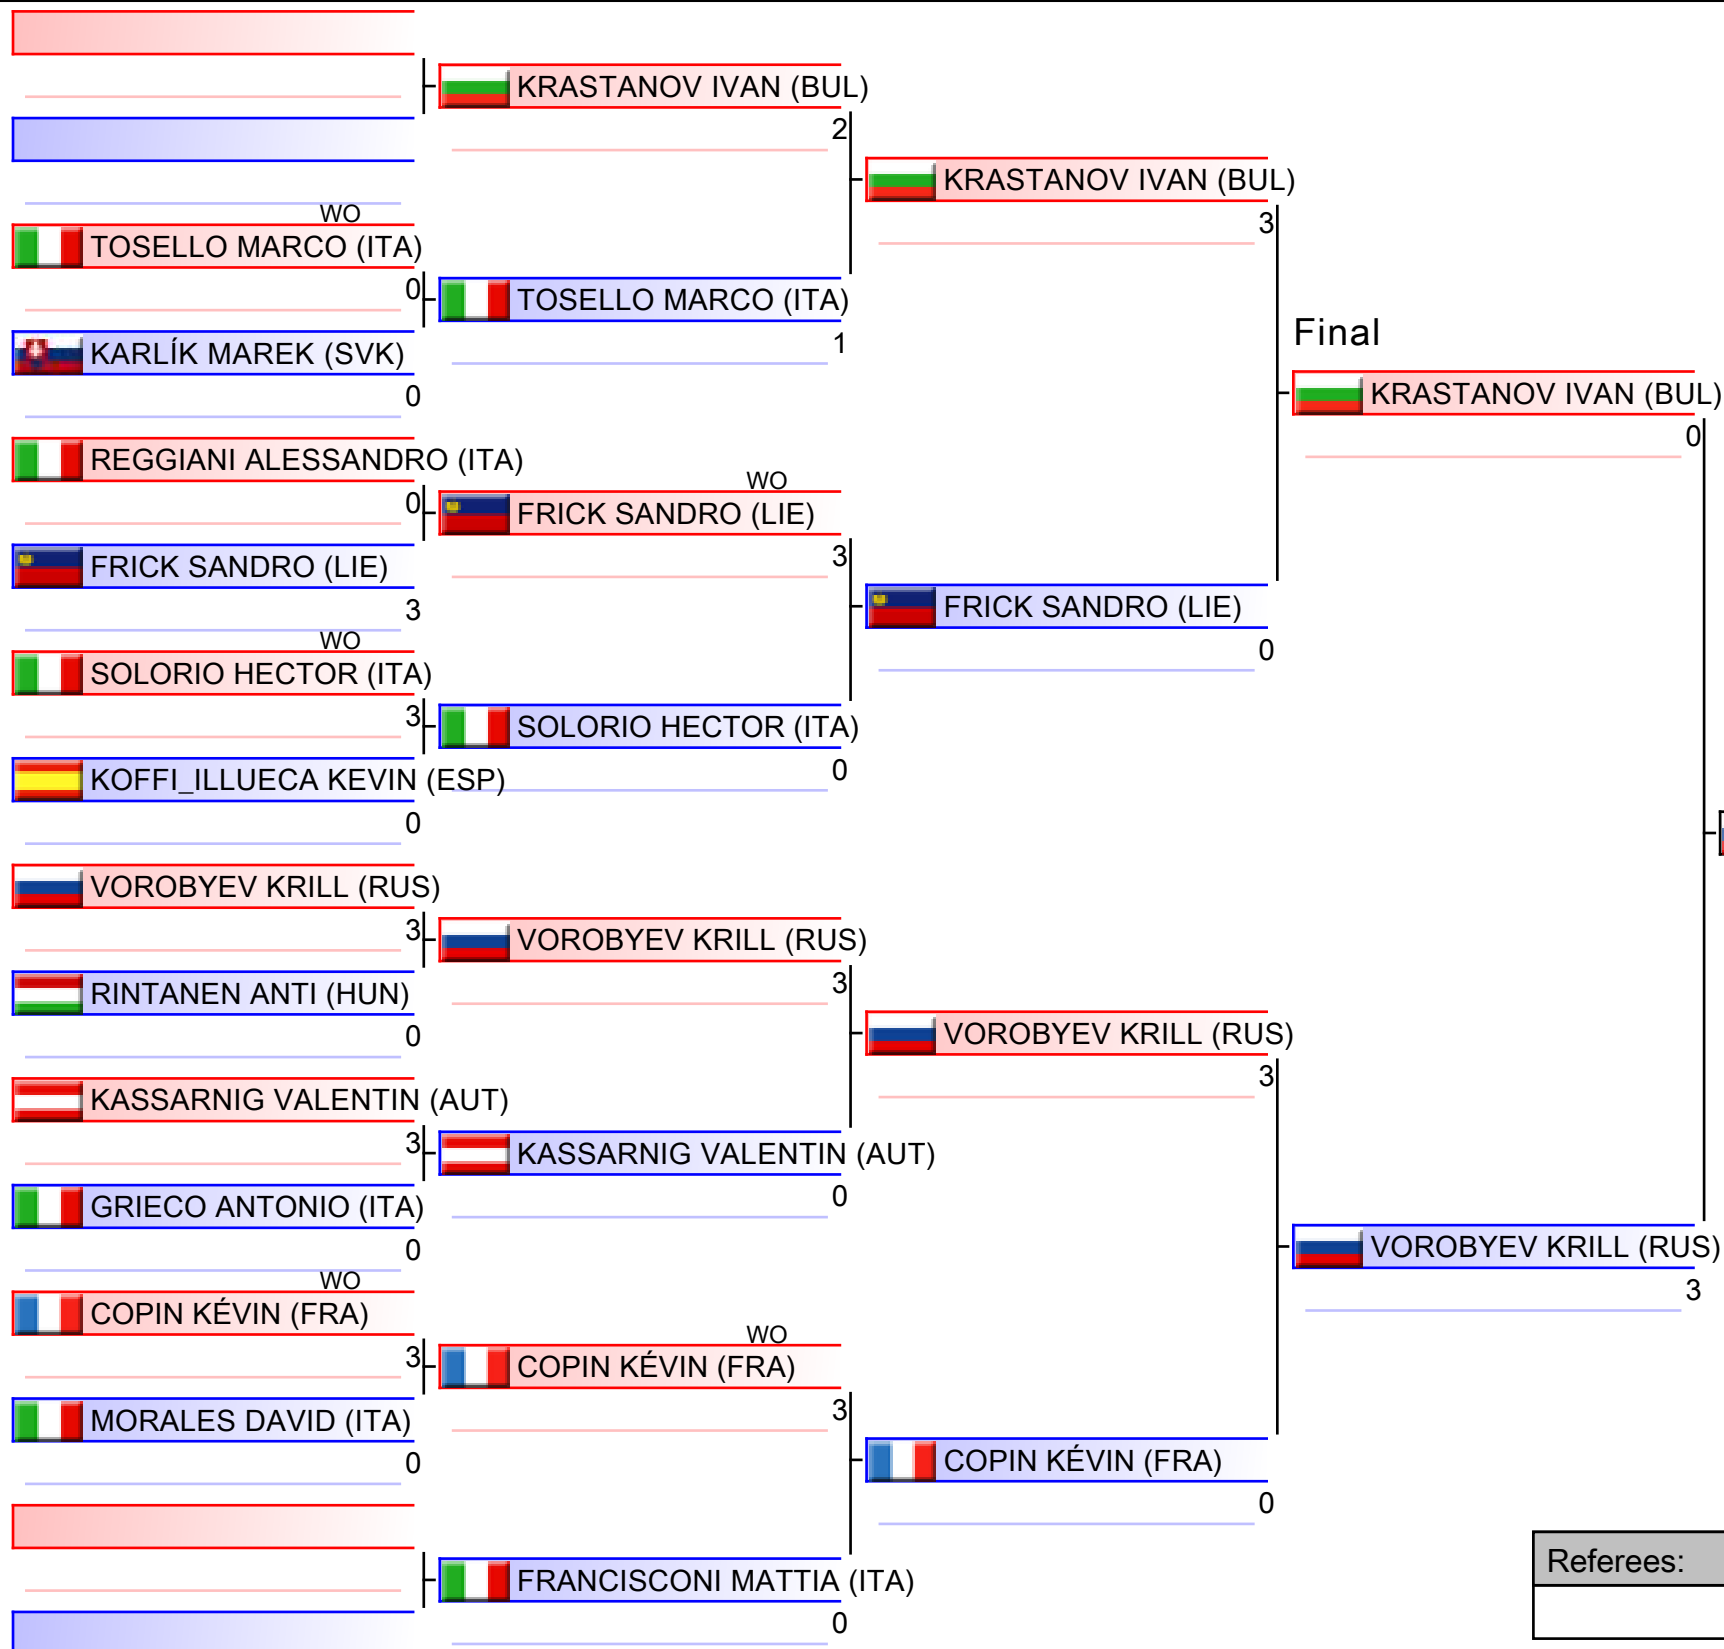 KRASTANOV IVAN (BUL)
2
KRASTANOV IVAN (BUL)
3
WO
TOSELLO MARCO (ITA)
0
TOSELLO MARCO (ITA)
1
KARLÍK MAREK (SVK)
0
Final
KRASTANOV IVAN (BUL)
0
REGGIANI ALESSANDRO (ITA)
0
WO
FRICK SANDRO (LIE)
3
FRICK SANDRO (LIE)
3
FRICK SANDRO (LIE)
0
WO
SOLORIO HECTOR (ITA)
3
SOLORIO HECTOR (ITA)
0
KOFFI_ILLUECA KEVIN (ESP)
0
VOROBYEV KRILL (RUS)
3
VOROBYEV KRILL (RUS)
3
RINTANEN ANTI (HUN)
0
VOROBYEV KRILL (RUS)
3
KASSARNIG VALENTIN (AUT)
3
KASSARNIG VALENTIN (AUT)
0
GRIECO ANTONIO (ITA)
0
VOROBYEV KRILL (RUS)
3
WO
COPIN KÉVIN (FRA)
3
WO
COPIN KÉVIN (FRA)
3
MORALES DAVID (ITA)
0
COPIN KÉVIN (FRA)
0
FRANCISCONI MATTIA (ITA)
0
Referees: